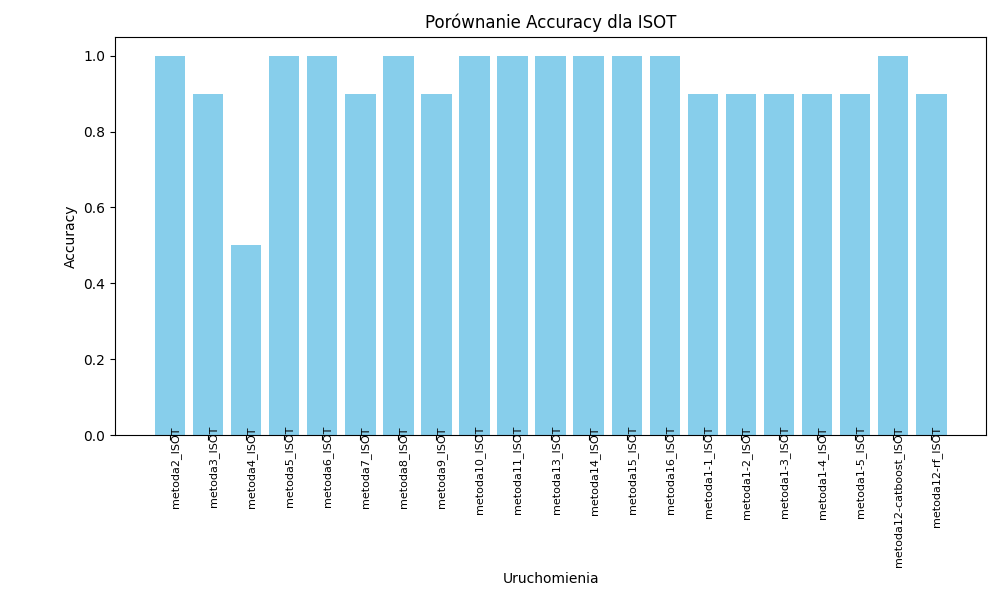 Porównanie Accuracy dla ISOT
Accuracy
1.0
0.8
0.6
0.4
0.2
0.0
metoda2_ISOT
metoda3_ISOT
metoda4_ISOT
metoda5_ISOT
metoda6_ISOT
metoda7_ISOT
metoda8_ISOT
metoda9_ISOT
metoda10_ISOT
metoda11_ISOT
metoda13_ISOT
metoda14_ISOT
metoda15_ISOT
metoda16_ISOT
metoda1-1_ISOT
metoda1-2_ISOT
metoda1-3_ISOT
metoda1-4_ISOT
metoda1-5_ISOT
metoda12-catboost_ISOT
metoda12-rf_ISOT
Uruchomienia